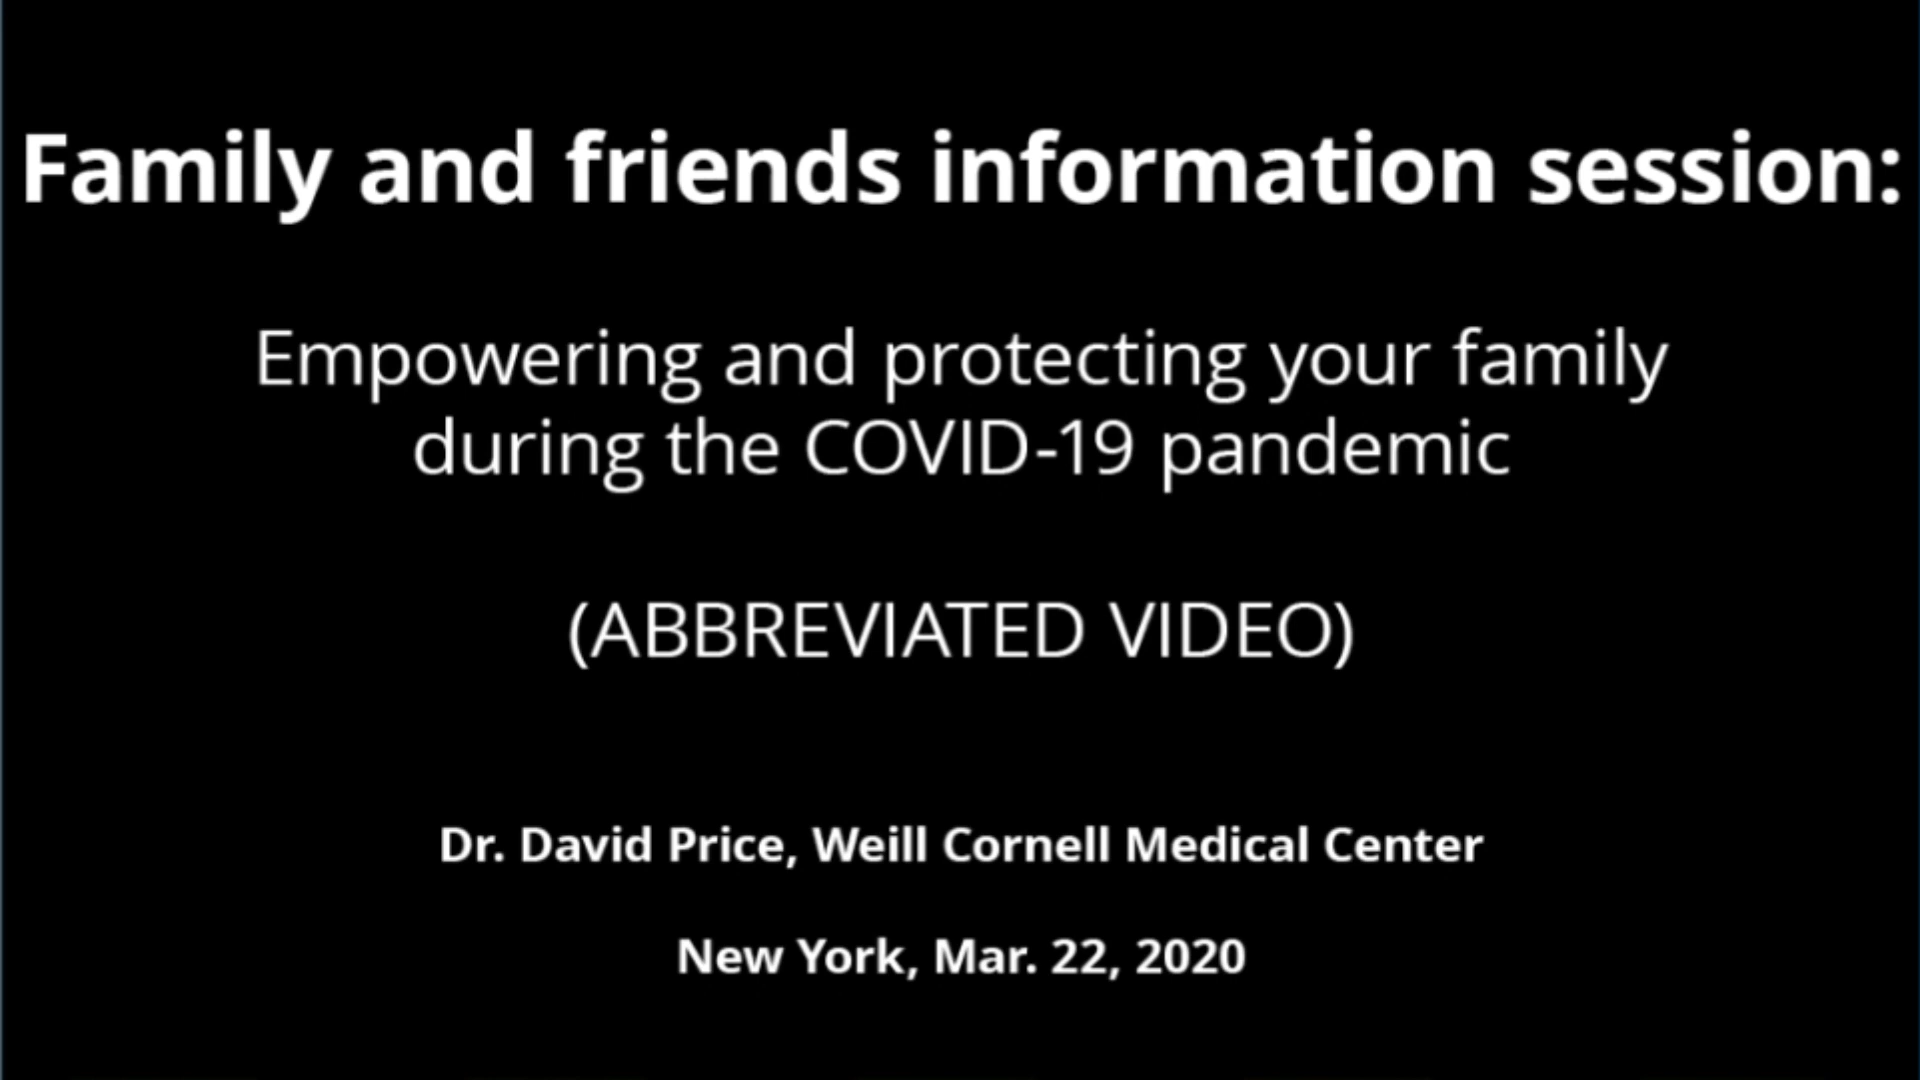 Family and friends information session:
Empowering and protecting your family
during the COVID-19 pandemic
(ABBREVIATED VIDEO)
Dr. David Price, Weill Cornell Medical Center
New York, Mar. 22, 2020